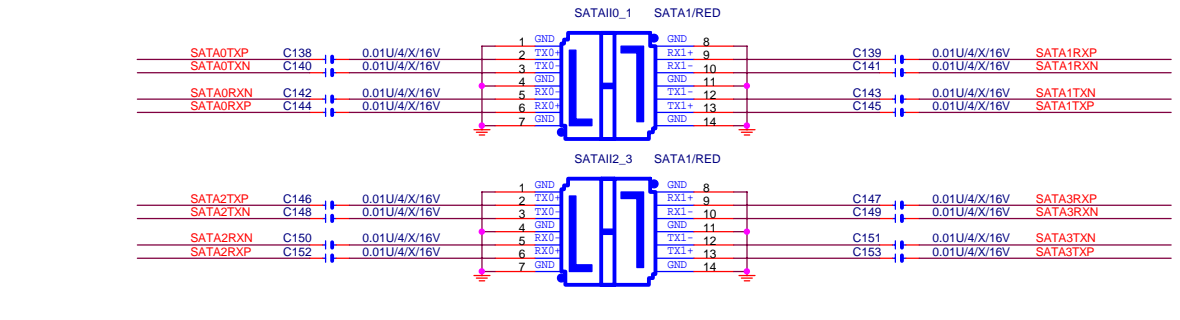 SATAII0_1 SATA1/RED
1 GND GND 8
SATA0TXP C138 0.01U/4/X/16V 2 TX0+ RX1+ 9 C139 0.01U/4/X/16V SATA1RXP
SATA0TXN C140 0.01U/4/X/16V 3 TX0- RX1- 10 C141 0.01U/4/X/16V SATA1RXN
4 GND GND 11
SATA0RXN C142 0.01U/4/X/16V 5 RX0- TX1- 12 C143 0.01U/4/X/16V SATA1TXN
SATA0RXP C144 0.01U/4/X/16V 6 RX0+ TX1+ 13 C145 0.01U/4/X/16V SATA1TXP
7 GND GND 14
SATAII2_3 SATA1/RED
1 GND GND 8
SATA2TXP C146 0.01U/4/X/16V 2 TX0+ RX1+ 9 C147 0.01U/4/X/16V SATA3RXP
SATA2TXN C148 0.01U/4/X/16V 3 TX0- RX1- 10 C149 0.01U/4/X/16V SATA3RXN
4 GND GND 11
SATA2RXN C150 0.01U/4/X/16V 5 RX0- TX1- 12 C151 0.01U/4/X/16V SATA3TXN
SATA2RXP C152 0.01U/4/X/16V 6 RX0+ TX1+ 13 C153 0.01U/4/X/16V SATA3TXP
7 GND GND 14